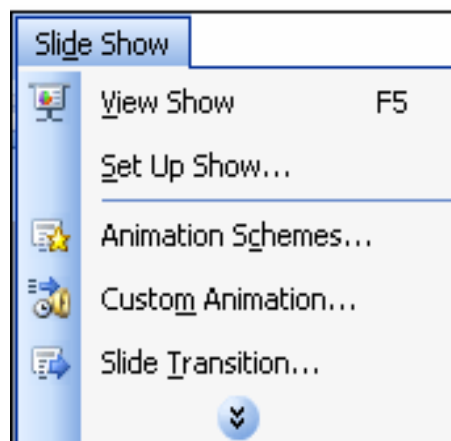 Slide Show
View Show F5
Set Up Show...
Animation Schemes...
Custom Animation...
Slide Transition...